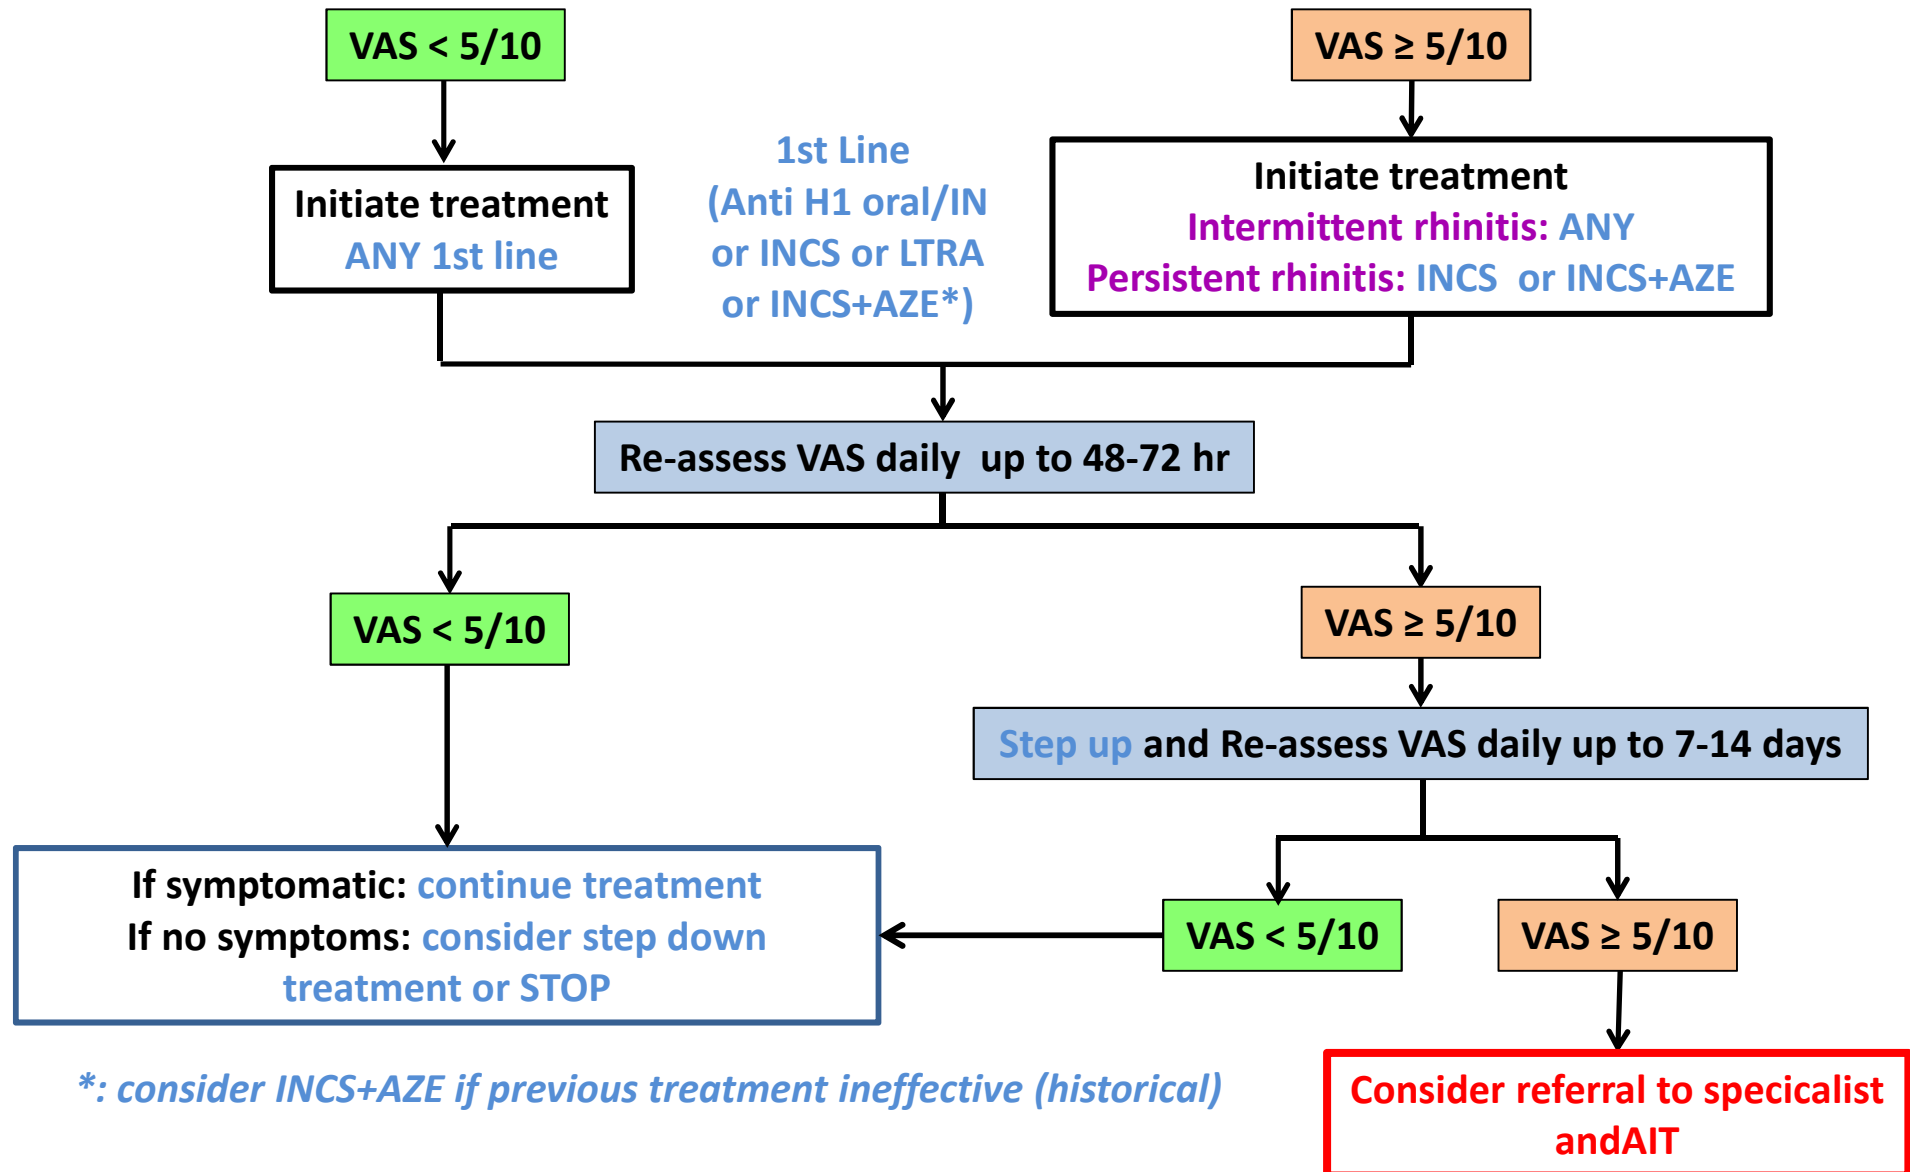 VAS < 5/10
VAS ≥ 5/10
Initiate treatment
ANY 1st line
1st Line
(Anti H1 oral/IN
or INCS or LTRA
or INCS+AZE*)
Initiate treatment
Intermittent rhinitis: ANY
Persistent rhinitis: INCS or INCS+AZE
Re-assess VAS daily up to 48-72 hr
VAS < 5/10
VAS ≥ 5/10
Step up and Re-assess VAS daily up to 7-14 days
If symptomatic: continue treatment
If no symptoms: consider step down
treatment or STOP
VAS < 5/10
VAS ≥ 5/10
*: consider INCS+AZE if previous treatment ineffective (historical)
Consider referral to specicalist
andAIT